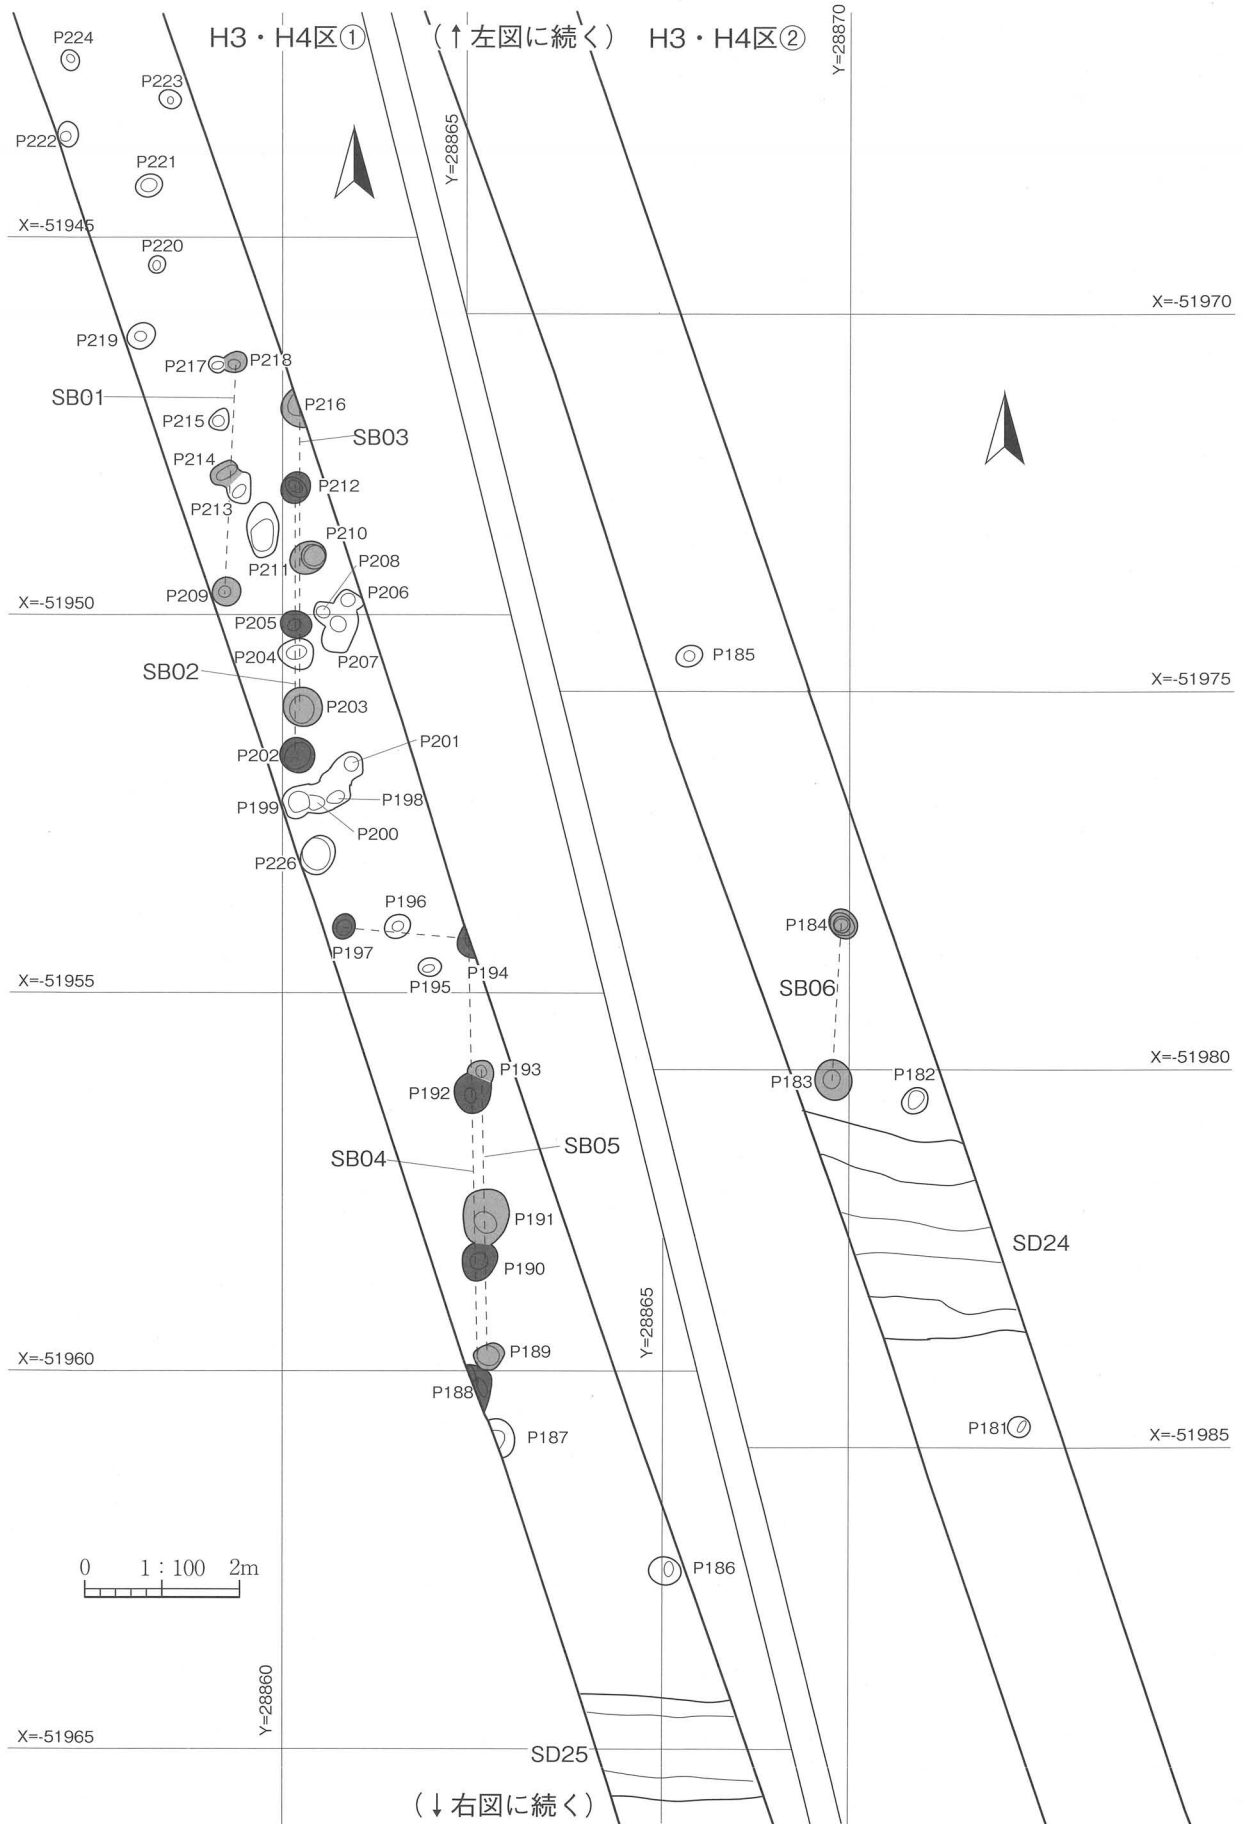 H3・H4区①
(↑左図に続く)
H3・H4区②
P224
P223
P222
P221
Y=28865
Y=28870
X=-51945
P220
P219
P217
P218
X=-51970
SB01
P216
P215
SB03
P214
P212
P213
P210
P211
P208
P209
P206
X=-51950
P205
P204
P207
P185
SB02
X=-51975
P203
P201
P202
P199
P198
P200
P226
P196
P184
P197
P194
X=-51955
P195
SB06
X=-51980
P193
P192
P183
P182
SB05
SB04
P191
SD24
P190
Y=28865
X=-51960
P189
P188
P187
P181
X=-51985
0 1:100 2m
P186
Y=28860
X=-51965
SD25
(↓右図に続く)